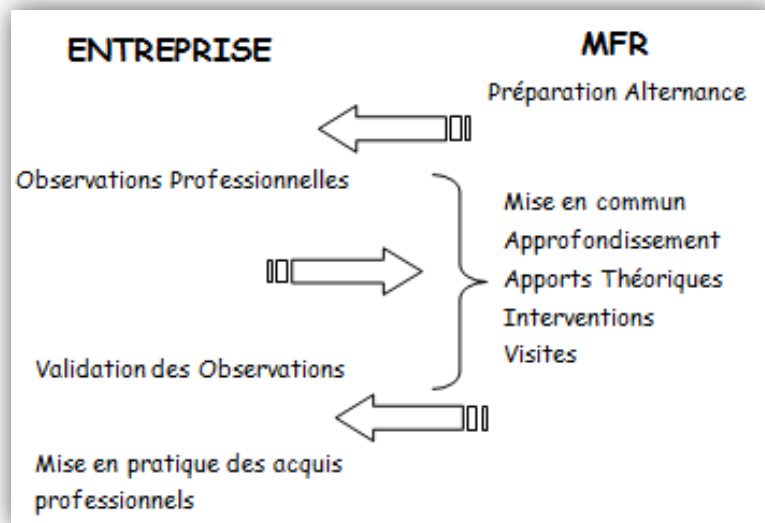 ENTREPRISE
MFR
Préparation Alternance
Observations Professionnelles
Mise en commun
Approfondissement
Apports Théoriques
Interventions
Visites
Validation des Observations
Mise en pratique des acquis
professionnels